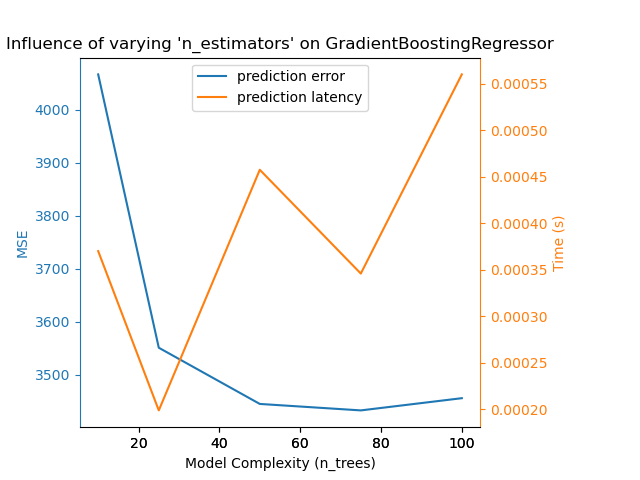 Influence of varying 'n_estimators' on GradientBoostingRegressor
prediction error
prediction latency
MSE
4000
3900
3800
3700
3600
3500
0.00055
0.00050
0.00045
0.00040
0.00035
0.00030
0.00025
0.00020
Time (s)
20 40 60 80 100
Model Complexity (n_trees)